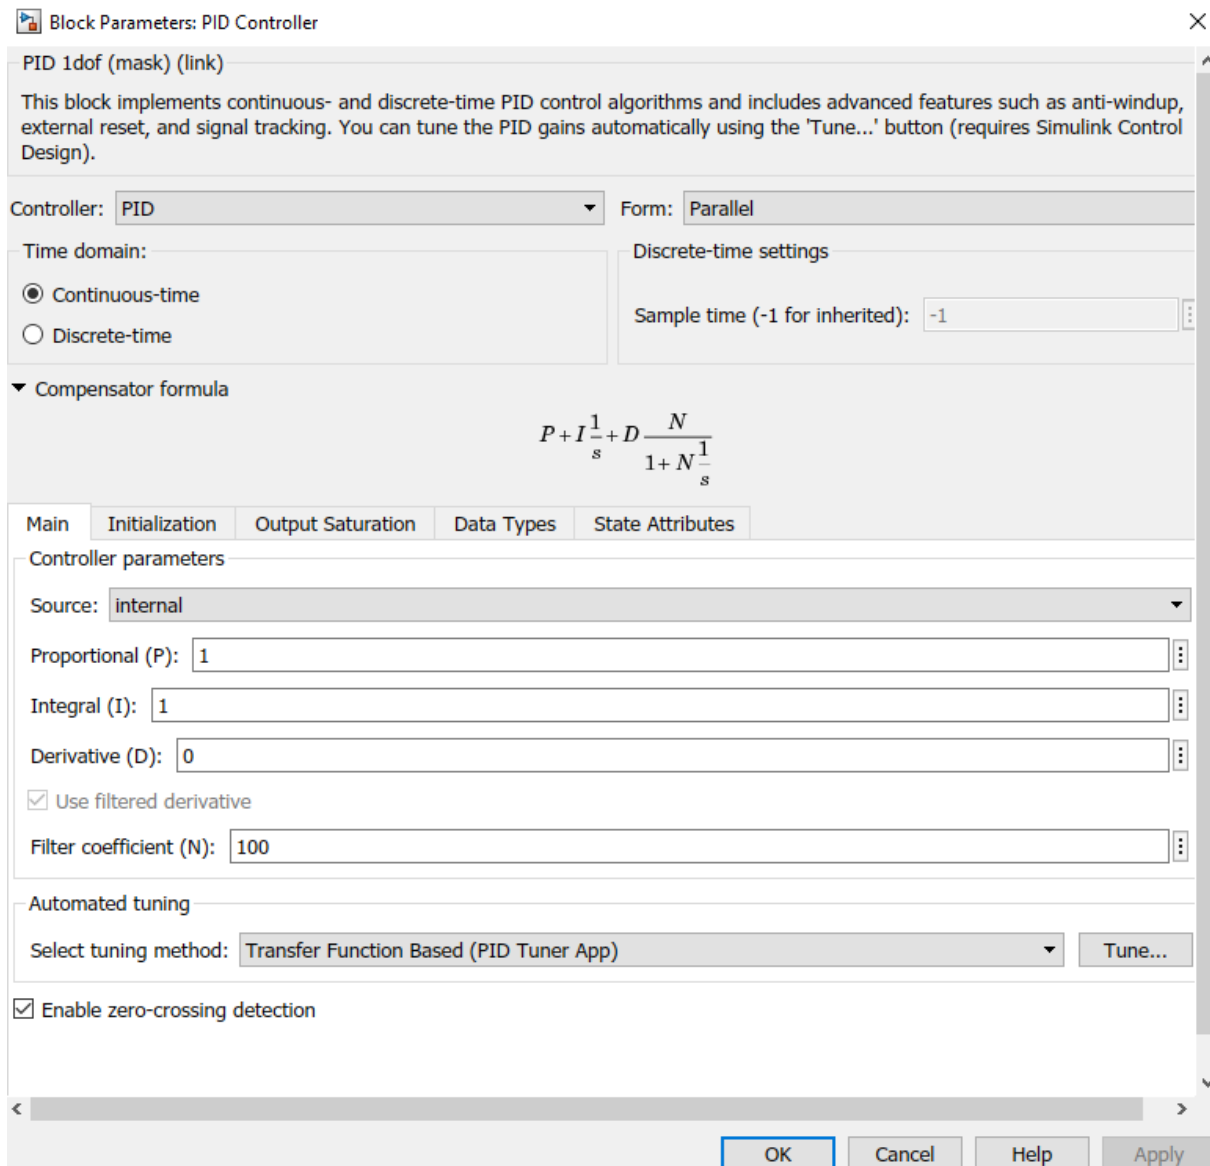 Block Parameters: PID Controller
PID 1dof (mask) (link)
This block implements continuous- and discrete-time PID control algorithms and includes advanced features such as anti-windup,
external reset, and signal tracking. You can tune the PID gains automatically using the 'Tune...' button (requires Simulink Control
Design).
Controller: PID Form: Parallel
Time domain: Discrete-time settings
Continuous-time
Sample time (-1 for inherited): -1
Discrete-time
Compensator formula
P + I 1/s + D N/(1 + N 1/s)
Main Initialization Output Saturation Data Types State Attributes
Controller parameters
Source: internal
Proportional (P): 1
Integral (I): 1
Derivative (D): 0
Use filtered derivative
Filter coefficient (N): 100
Automated tuning
Select tuning method: Transfer Function Based (PID Tuner App) Tune...
Enable zero-crossing detection
OK Cancel Help Apply